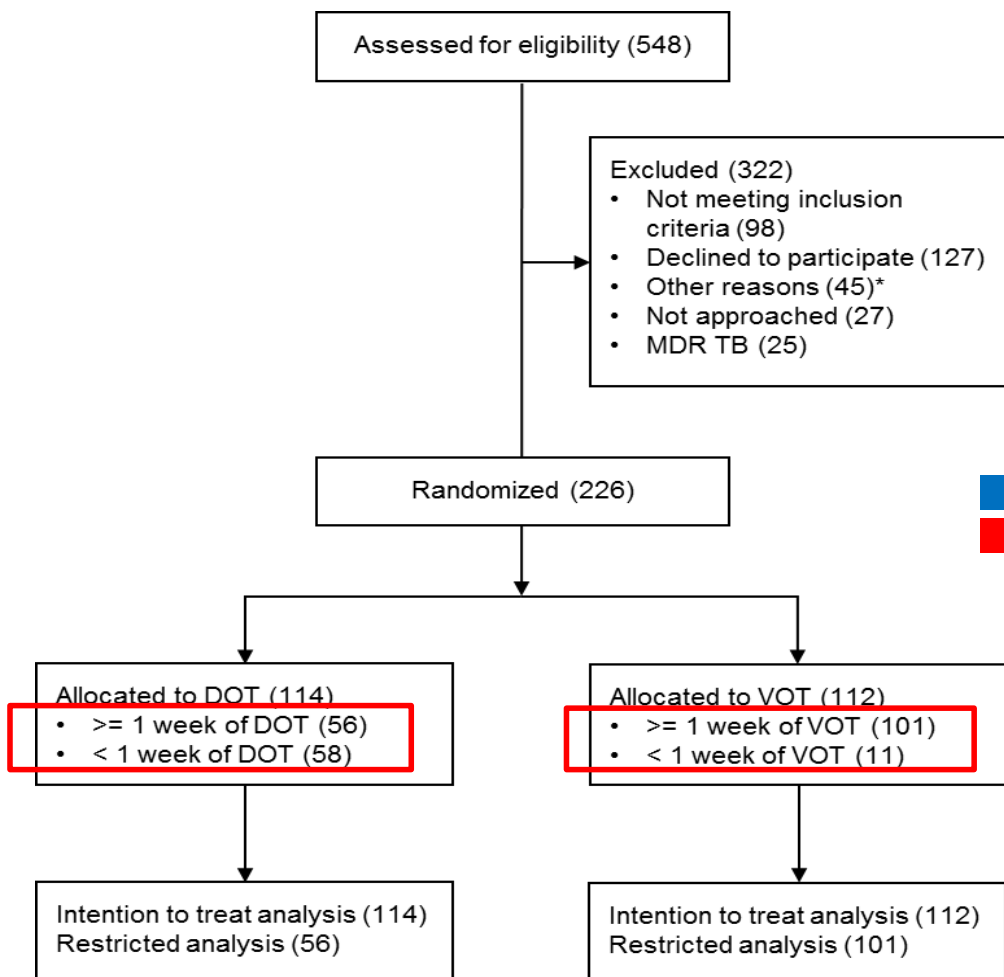 Assessed for eligibility (548)
Excluded (322)
• Not meeting inclusion
criteria (98)
• Declined to participate (127)
• Other reasons (45)*
• Not approached (27)
• MDR TB (25)
Randomized (226)
Allocated to DOT (114)
• >= 1 week of DOT (56)
• < 1 week of DOT (58)
Allocated to VOT (112)
• >= 1 week of VOT (101)
• < 1 week of VOT (11)
Intention to treat analysis (114)
Restricted analysis (56)
Intention to treat analysis (112)
Restricted analysis (101)